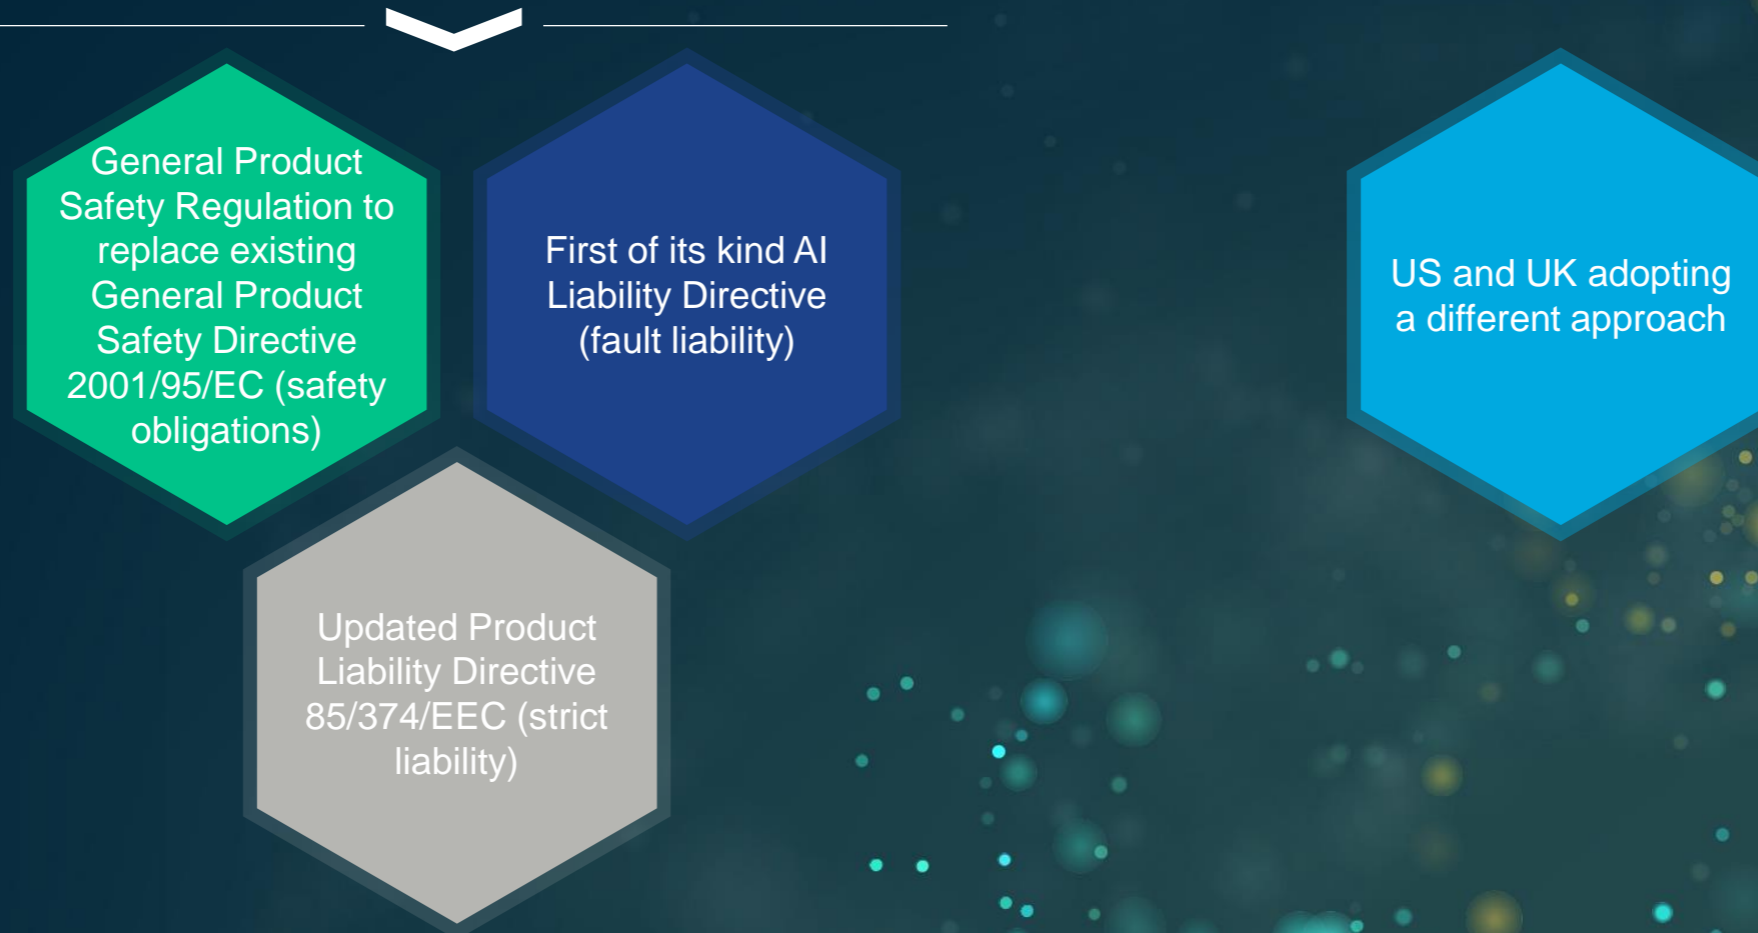 General Product
Safety Regulation to
replace existing
General Product
Safety Directive
2001/95/EC (safety
obligations)
First of its kind AI
Liability Directive
(fault liability)
US and UK adopting
a different approach
Updated Product
Liability Directive
85/374/EEC (strict
liability)